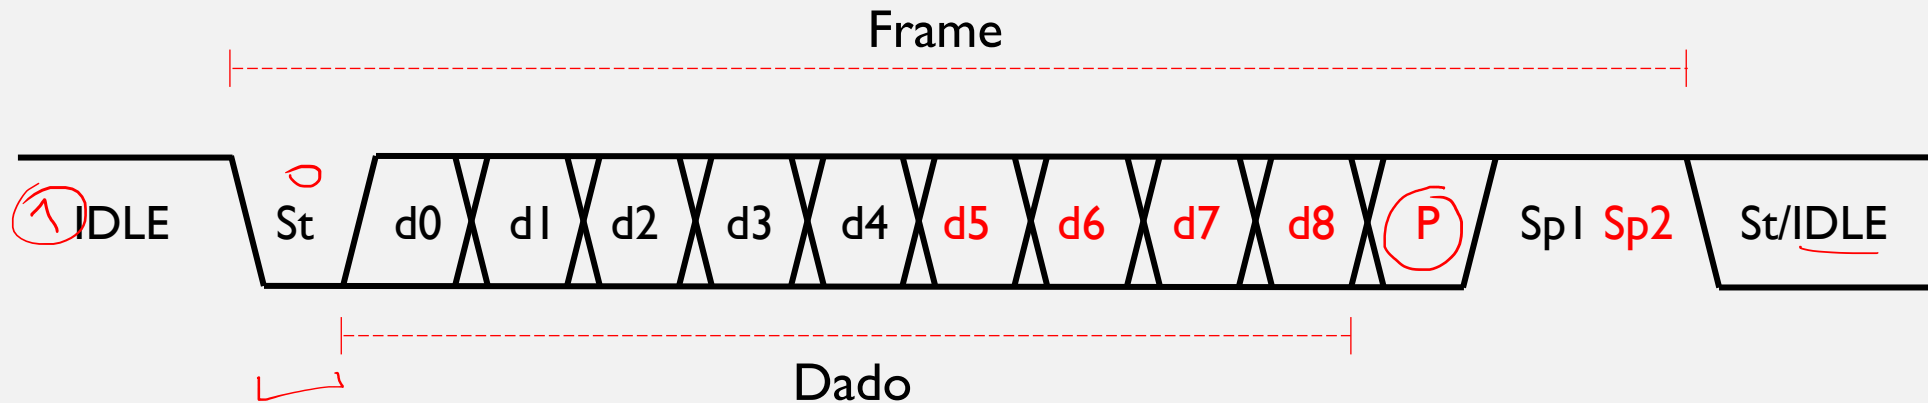 Frame
0
1 IDLE St d0 d1 d2 d3 d4 d5 d6 d7 d8 P Sp1 Sp2 St/IDLE
Dado